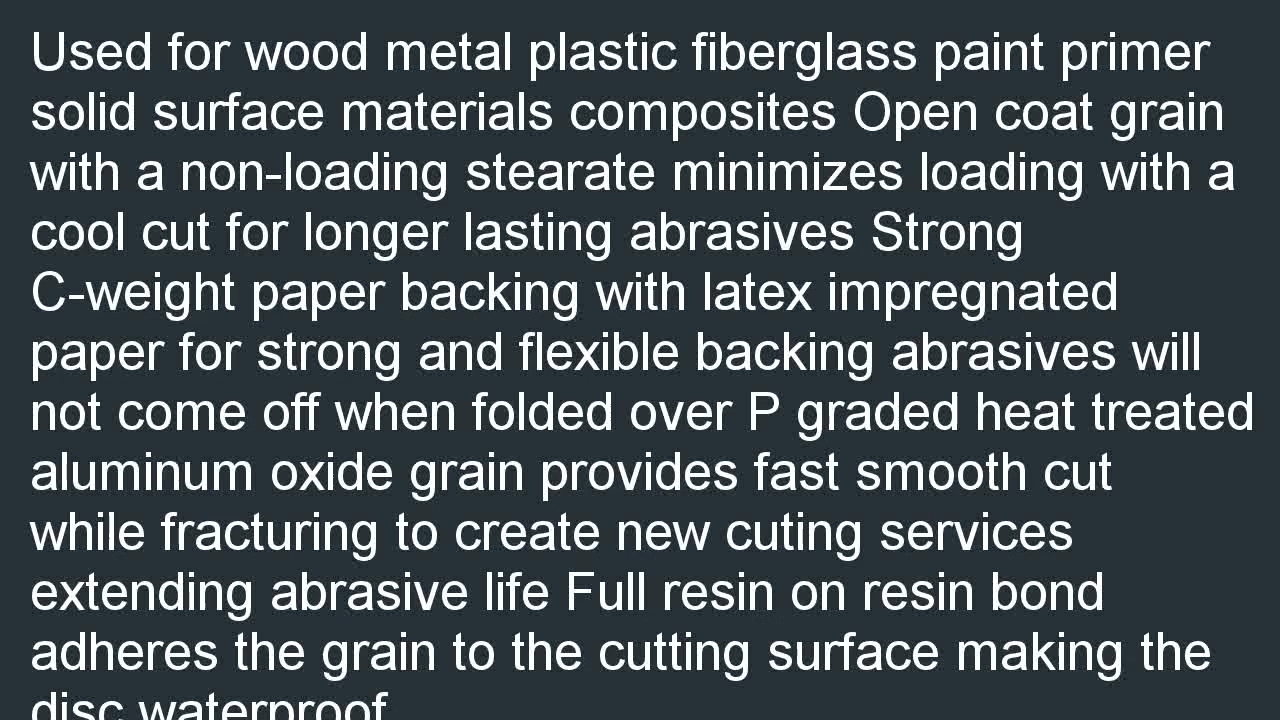 Used for wood metal plastic fiberglass paint primer
solid surface materials composites Open coat grain
with a non-loading stearate minimizes loading with a
cool cut for longer lasting abrasives Strong
C-weight paper backing with latex impregnated
paper for strong and flexible backing abrasives will
not come off when folded over P graded heat treated
aluminum oxide grain provides fast smooth cut
while fracturing to create new cuting services
extending abrasive life Full resin on resin bond
adheres the grain to the cutting surface making the
disc waterproof